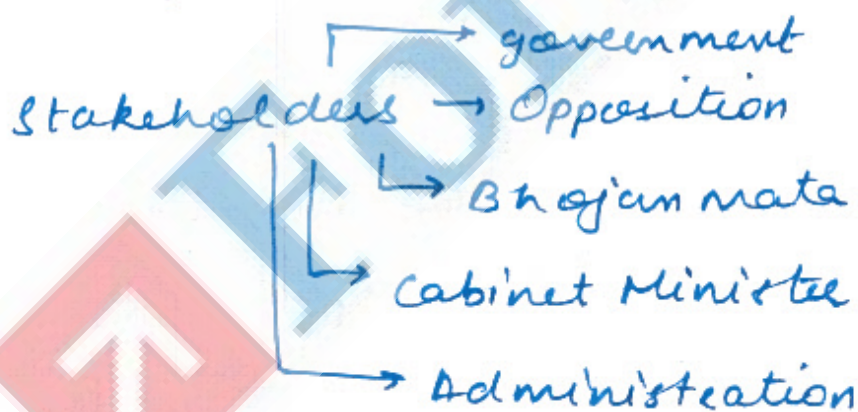 government
Stakeholders → Opposition
Bhojan mata
Cabinet Minister
Administration